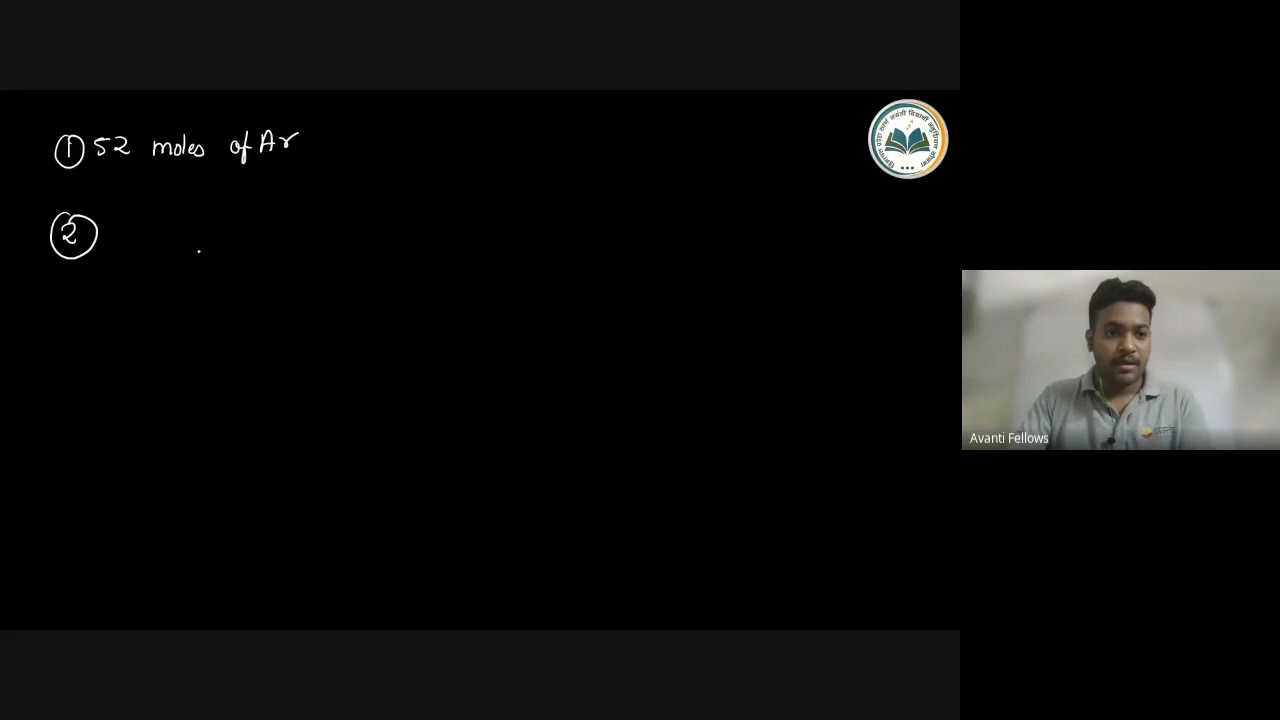 ① 52 moles of Ar
②
Avanti Fellows